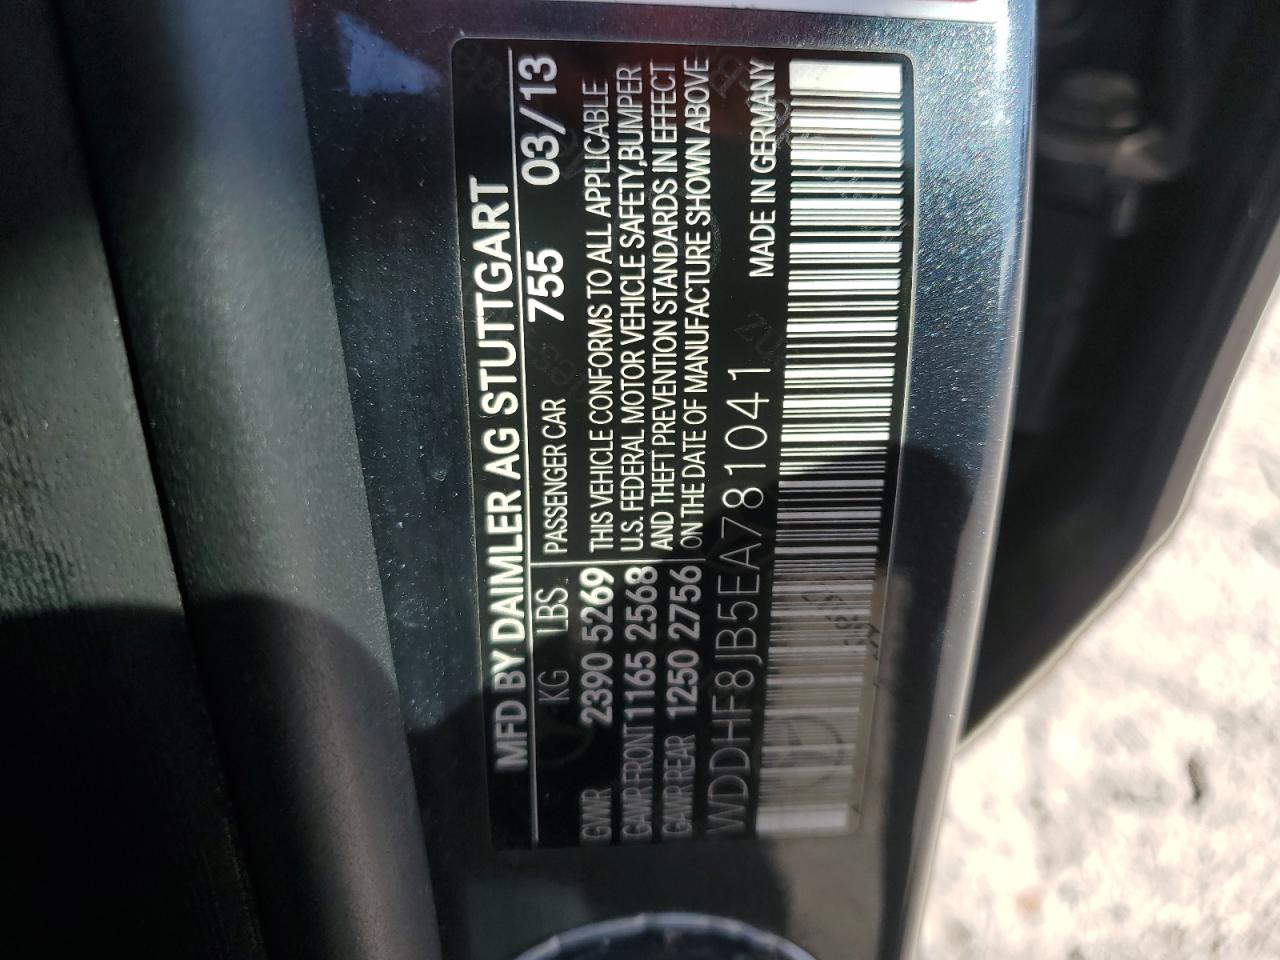 MFD BY DAIMLER AG STUTTGART
KG LBS. PASSENGER CAR 755 03/13
GVWR 2390 5269 THIS VEHICLE CONFORMS TO ALL APPLICABLE
GAWR FRONT 1165 2568 U.S. FEDERAL MOTOR VEHICLE SAFETY,BUMPER
GAWR REAR 1250 2756 AND THEFT PREVENTION STANDARDS IN EFFECT
ON THE DATE OF MANUFACTURE SHOWN ABOVE
WDDHF8JB5EA781041
MADE IN GERMANY